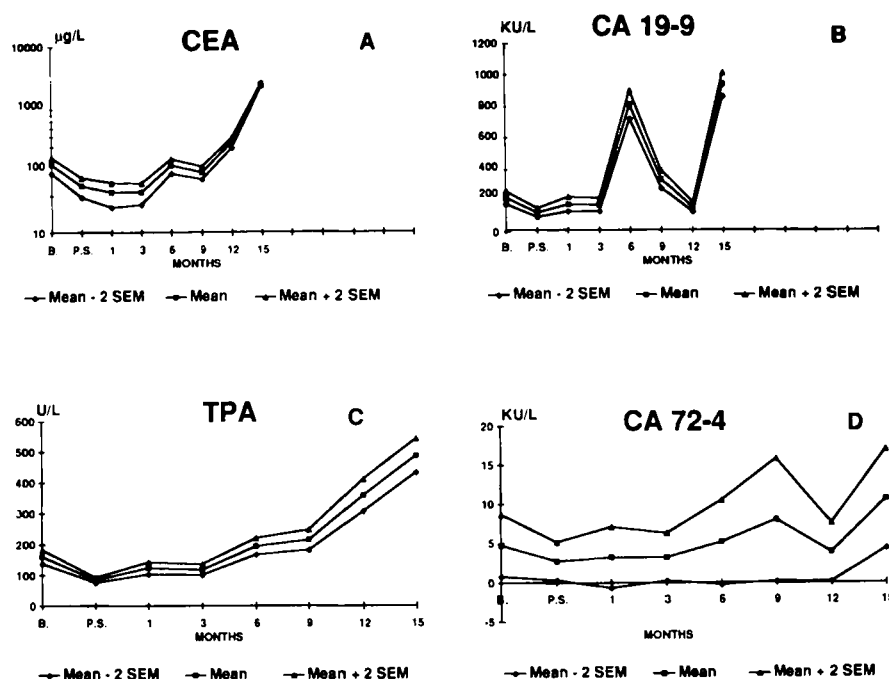 µg/L
CEA
A
10000
1000
100
10
B. P.S. 1 3 6 9 12 15
MONTHS
Mean - 2 SEM Mean Mean + 2 SEM
KU/L
CA 19-9
B
1200
1000
800
600
400
200
0
B. P.S. 1 3 6 9 12 15
MONTHS
Mean - 2 SEM Mean Mean + 2 SEM
U/L
TPA
C
600
500
400
300
200
100
0
B. P.S. 1 3 6 9 12 15
MONTHS
Mean - 2 SEM Mean Mean + 2 SEM
KU/L
CA 72-4
D
20
15
10
5
0
-5
B. P.S. 1 3 6 9 12 15
MONTHS
Mean - 2 SEM Mean Mean + 2 SEM